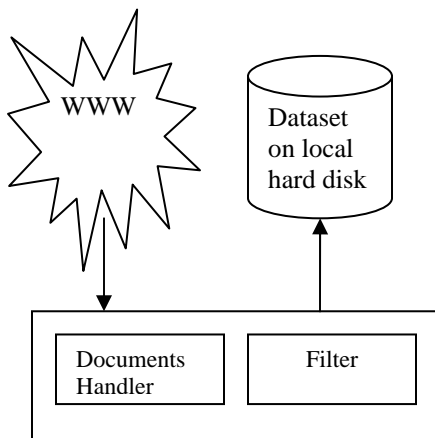 WWW
Dataset
on local
hard disk
Documents
Handler
Filter